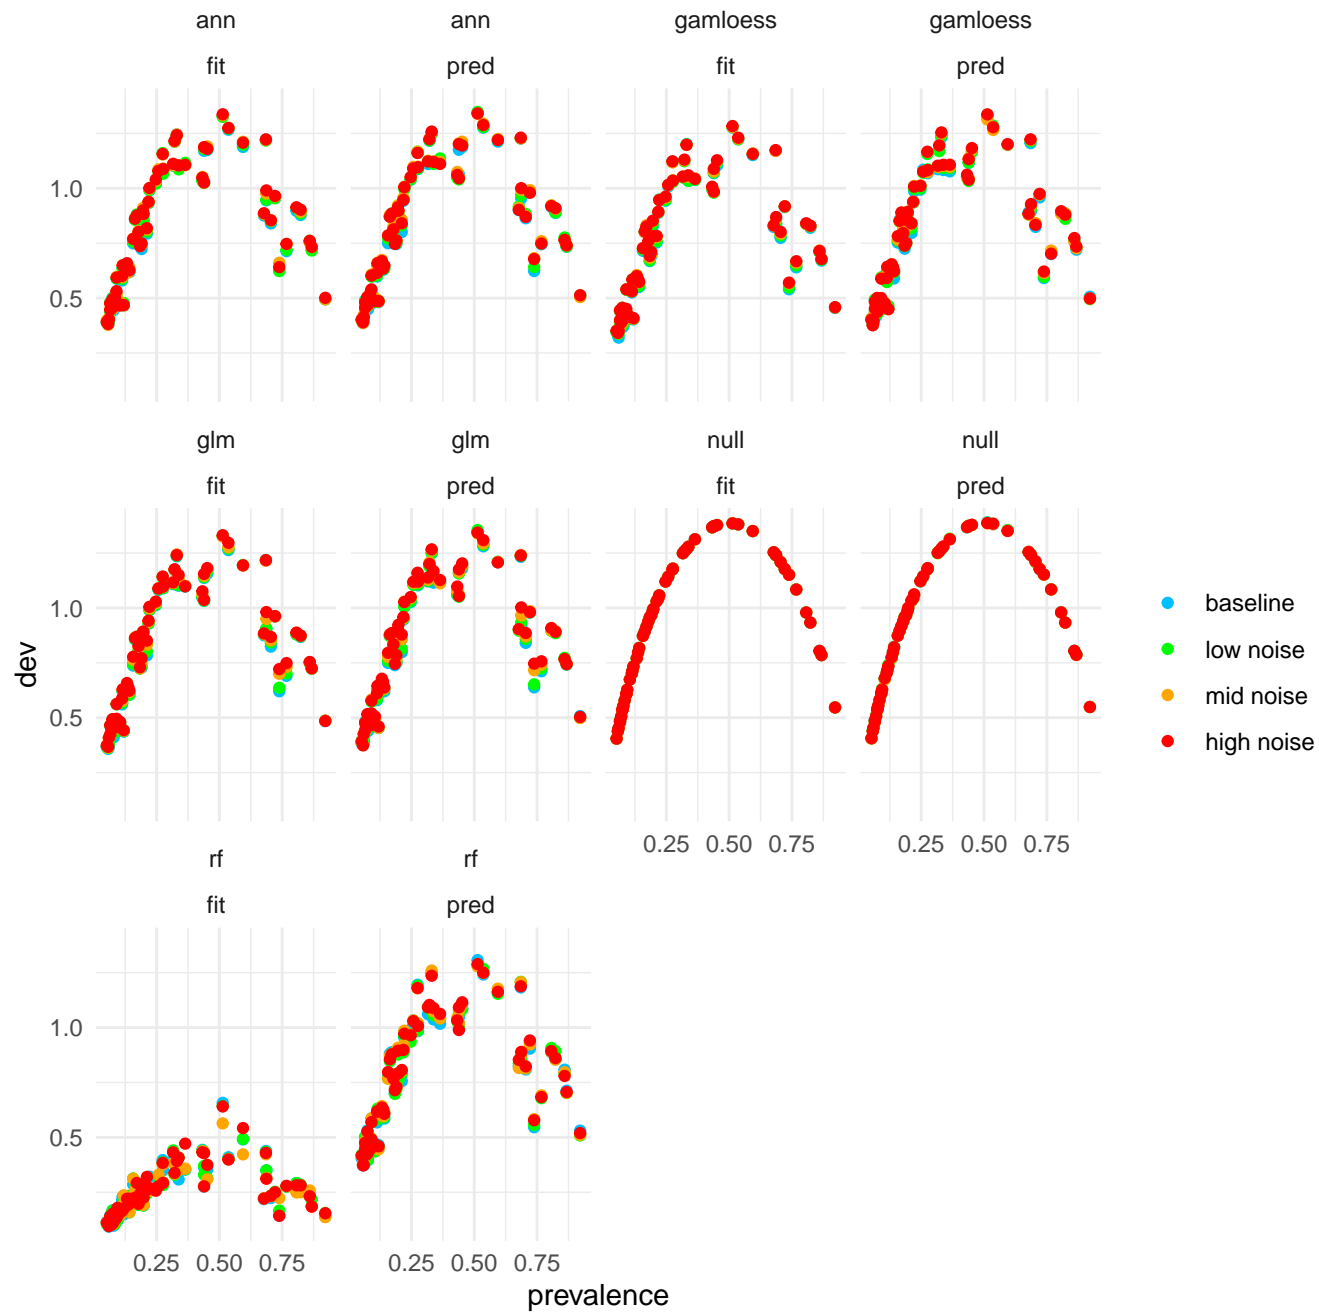 ann ann gamloess gamloess
fit pred fit pred
1.0
0.5
glm glm null null
fit pred fit pred
1.0
0.5
0.25 0.50 0.75 0.25 0.50 0.75
rf rf
fit pred
1.0
0.5
0.25 0.50 0.75 0.25 0.50 0.75
prevalence
dev
baseline
low noise
mid noise
high noise